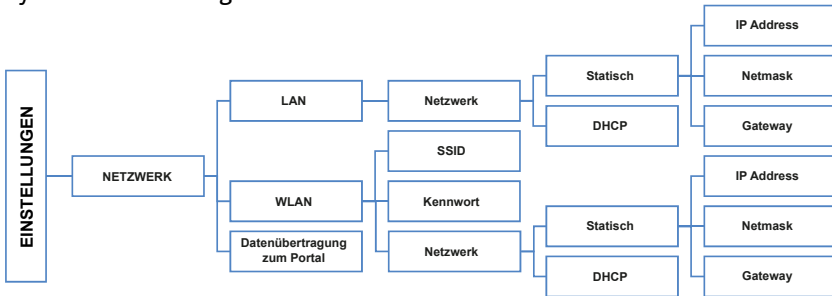 EINSTELLUNGEN
NETZWERK
LAN
Netzwerk
Statisch
IP Address
Netmask
Gateway
DHCP
WLAN
SSID
Kennwort
Netzwerk
Statisch
IP Address
Netmask
Gateway
DHCP
Datenübertragung
zum Portal